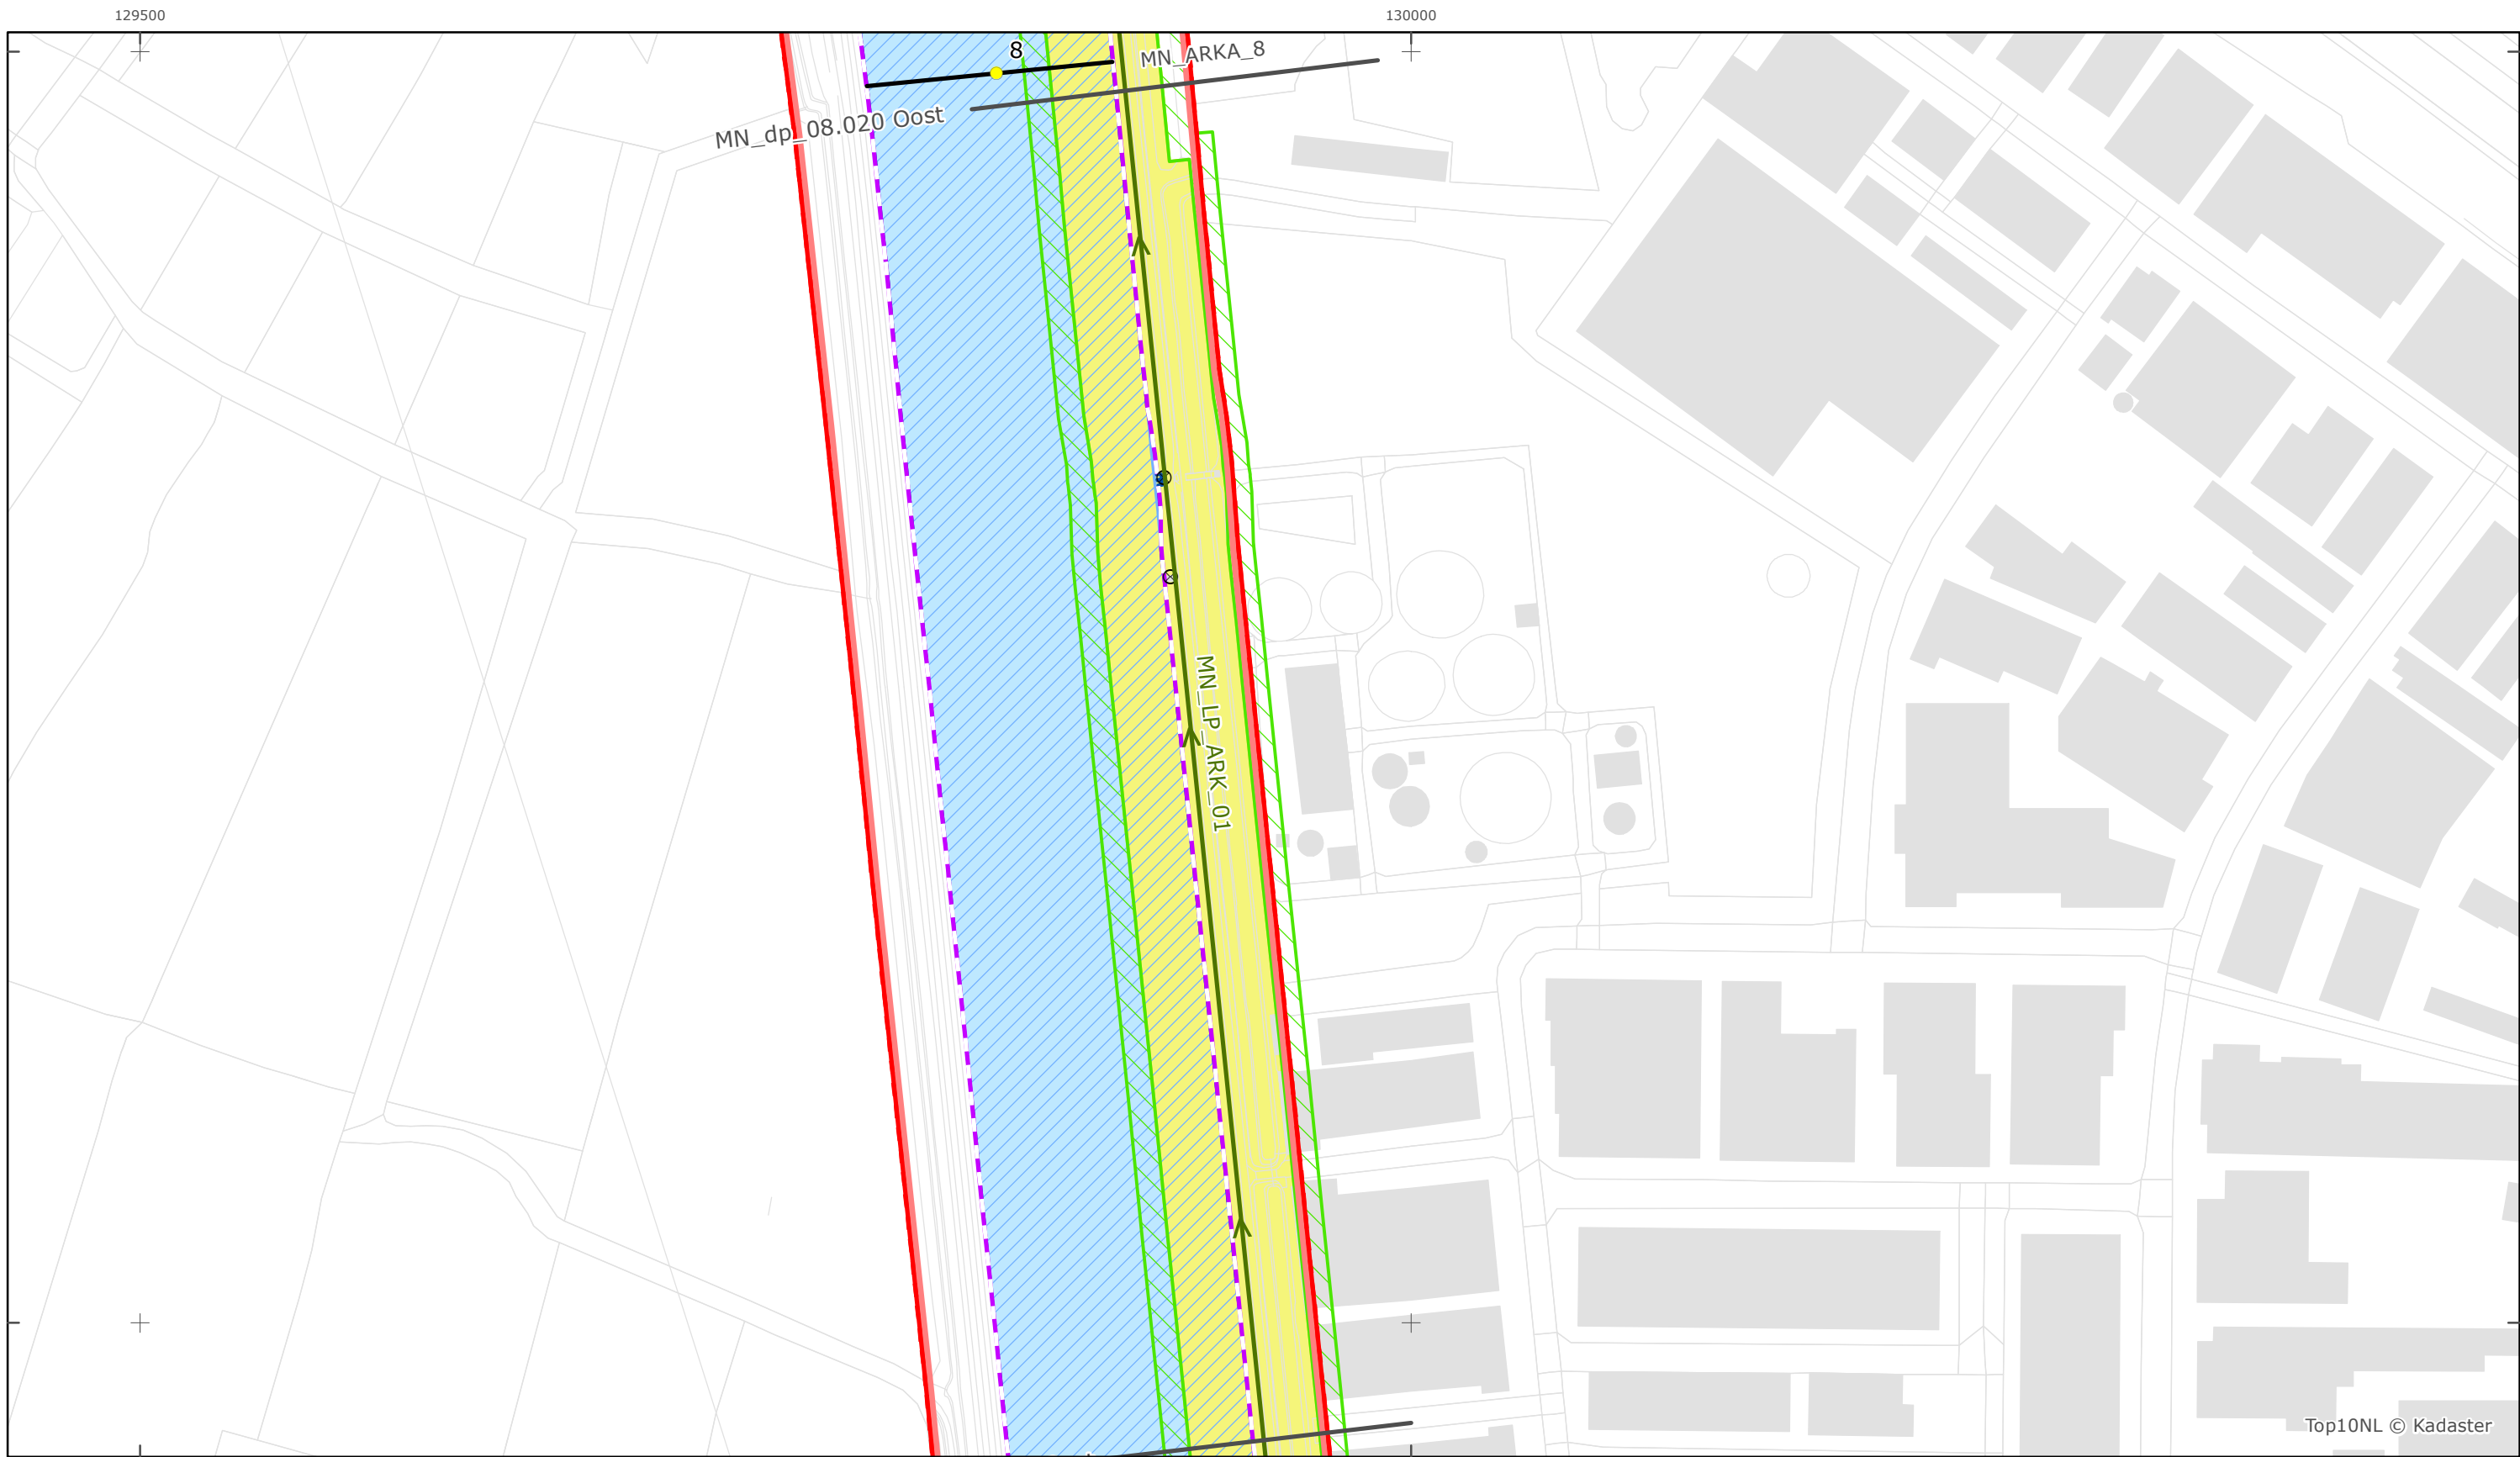 129500
130000
8
MN_ARKA_8
MN_dp_08.020 Oost
MN_LP_ARK_01
Top10NL © Kadaster